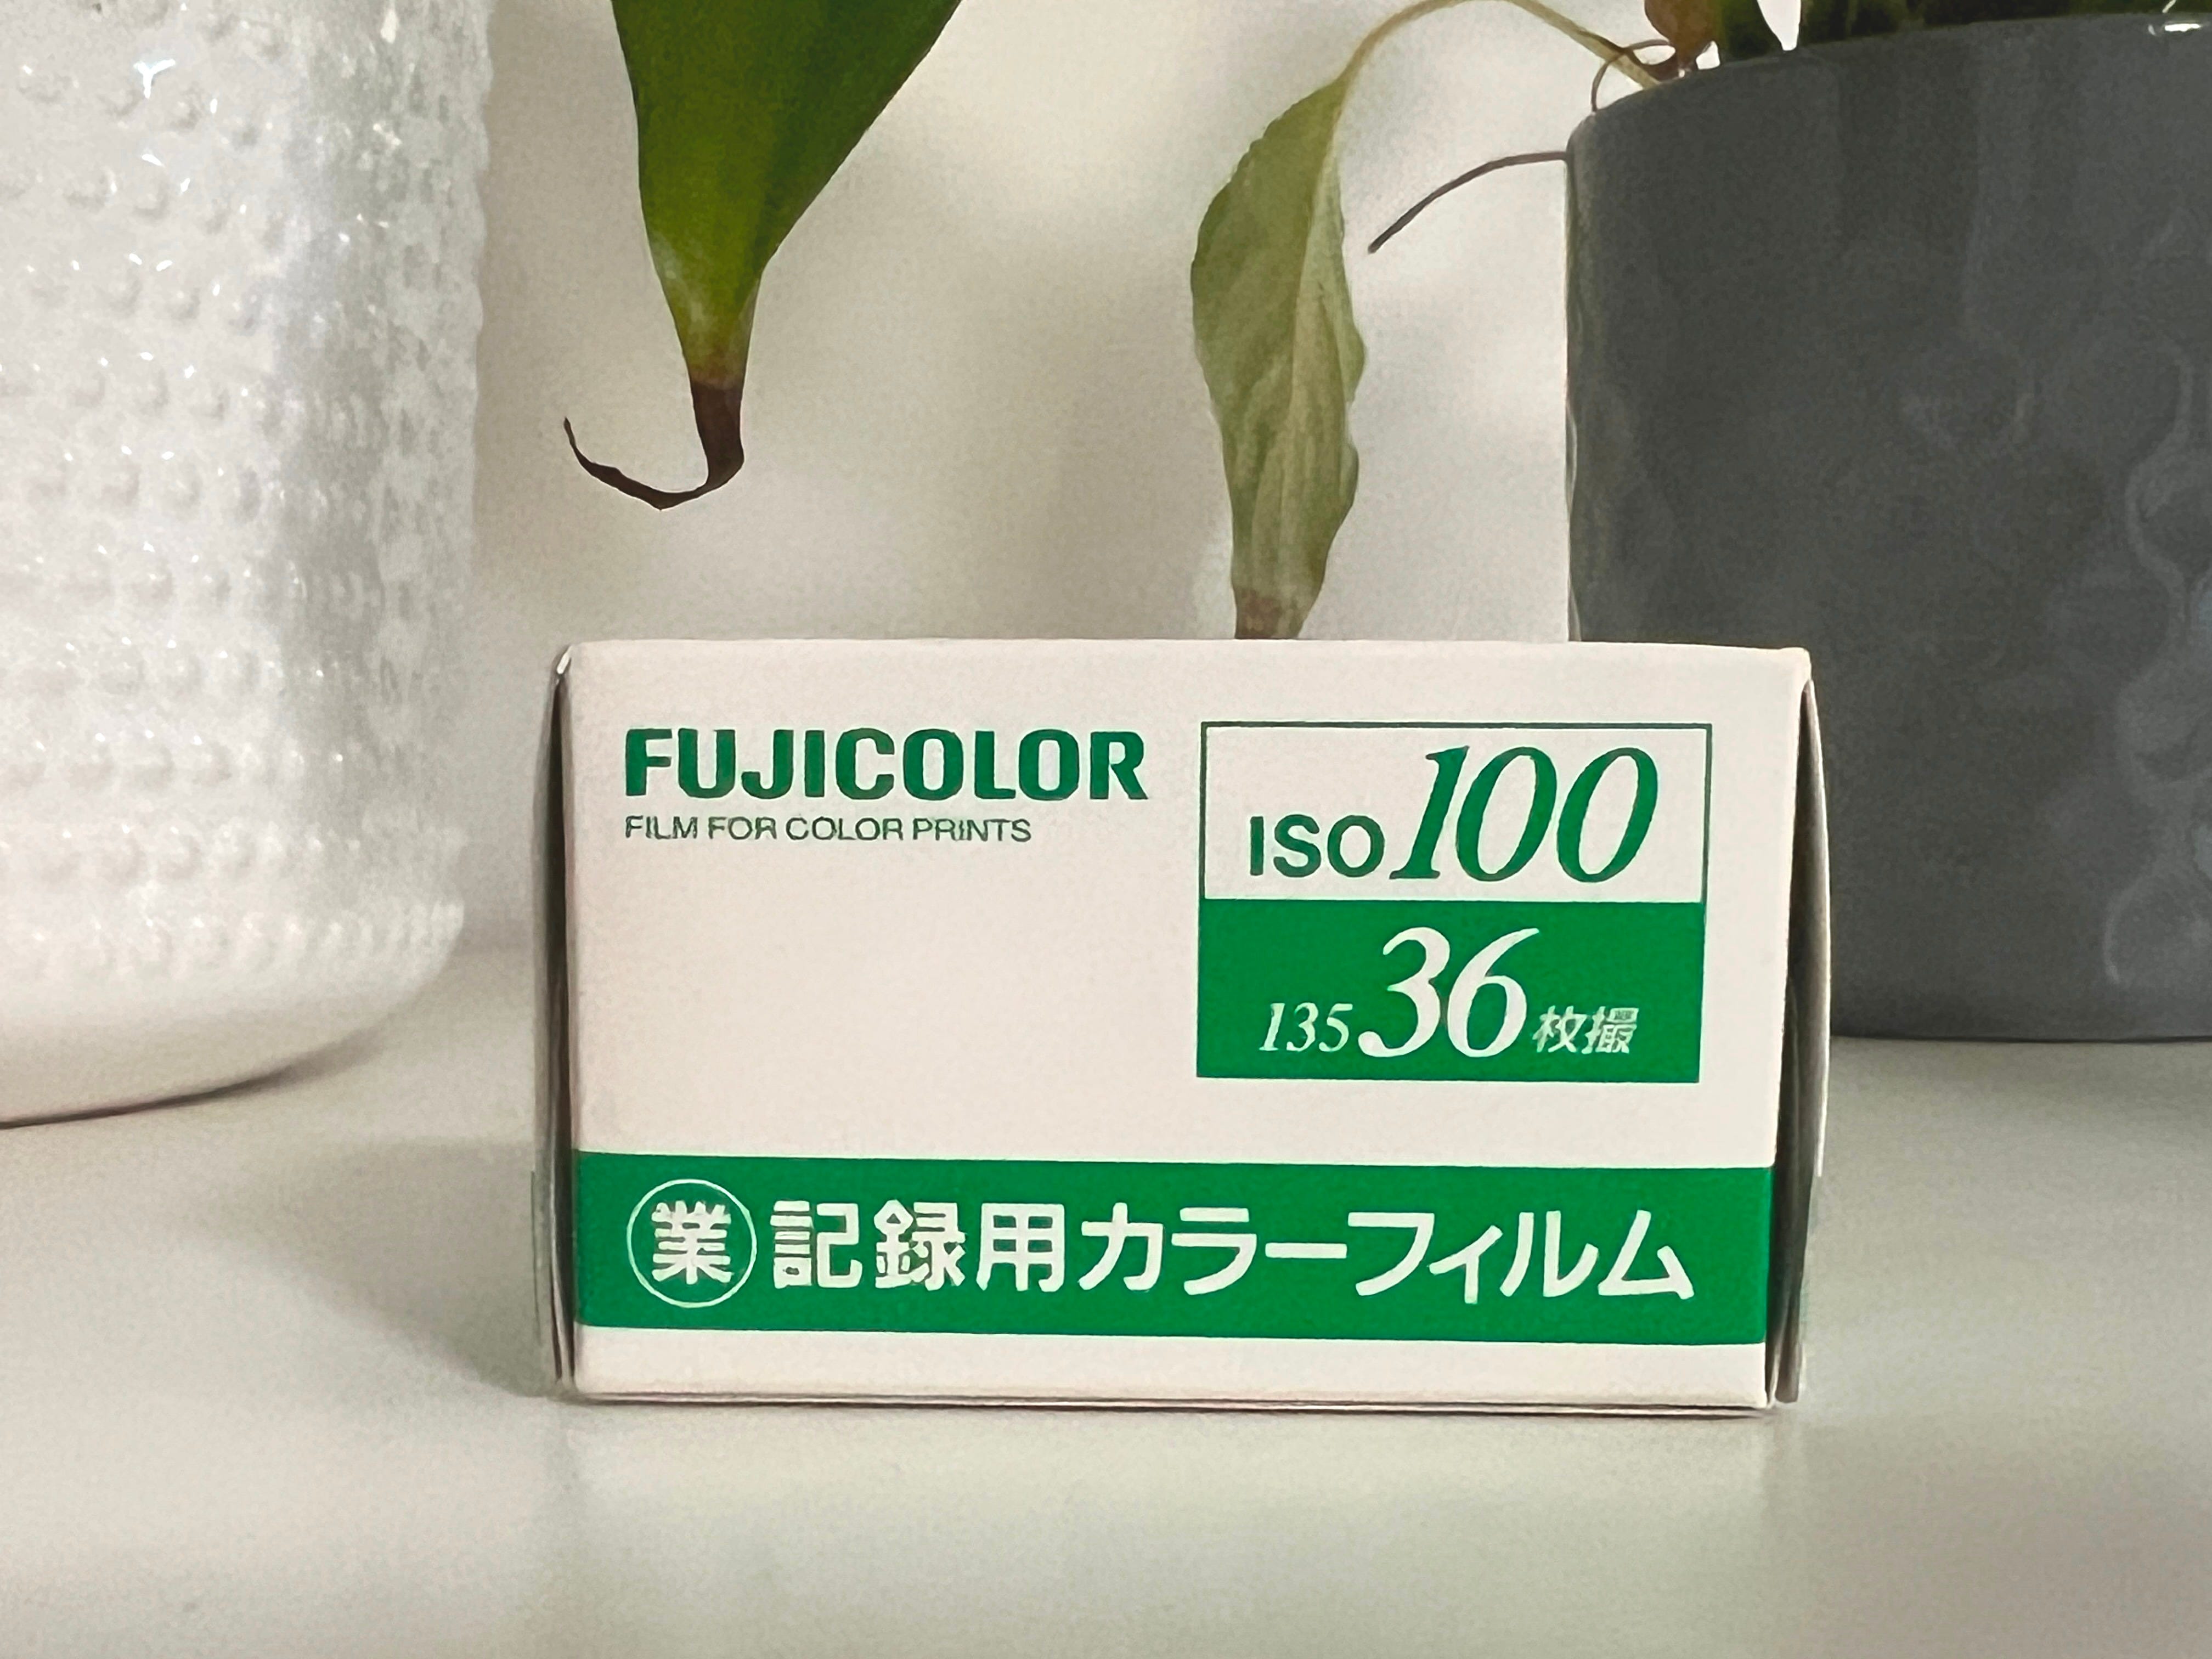 FUJICOLOR
FILM FOR COLOR PRINTS
ISO 100
135 36 枚撮
業 記録用カラーフィルム